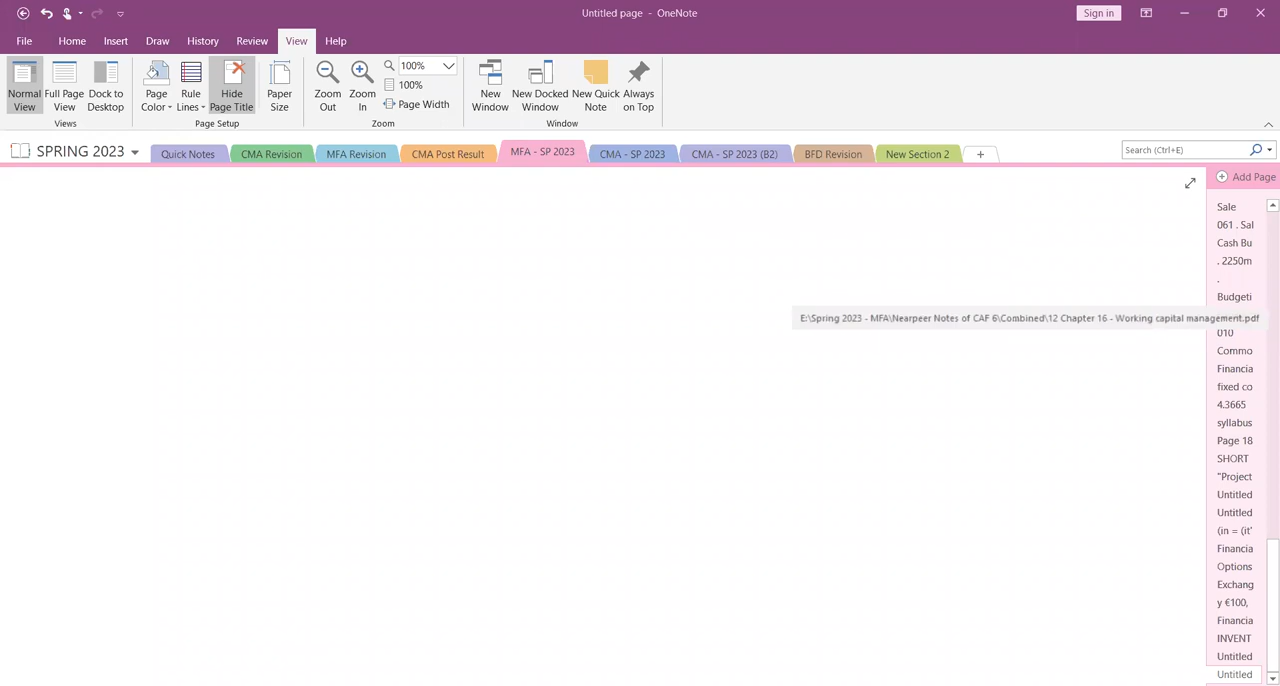 Untitled page - OneNote
Sign in
File Home Insert Draw History Review View Help
Normal View
Full Page View
Dock to Desktop
Views
Page Color
Rule Lines
Hide Page Title
Paper Size
Page Setup
Zoom Out
Zoom In
100%
100%
Page Width
Zoom
New Window
New Docked Window
New Quick Note
Always on Top
Window
SPRING 2023
Quick Notes
CMA Revision
MFA Revision
CMA Post Result
MFA - SP 2023
CMA - SP 2023
CMA - SP 2023 (B2)
BFD Revision
New Section 2
Search (Ctrl+E)
Add Page
Sale
061 . Sal
Cash Bu
. 2250m
.
Budgeti
E:\Spring 2023 - MFA\Nearpeer Notes of CAF 6\Combined\12 Chapter 16 - Working capital management.pdf
010
Commo
Financia
fixed co
4.3665
syllabus
Page 18
SHORT
"Project
Untitled
Untitled
(in = (it'
Financia
Options
Exchang
y €100,
Financia
INVENT
Untitled
Untitled